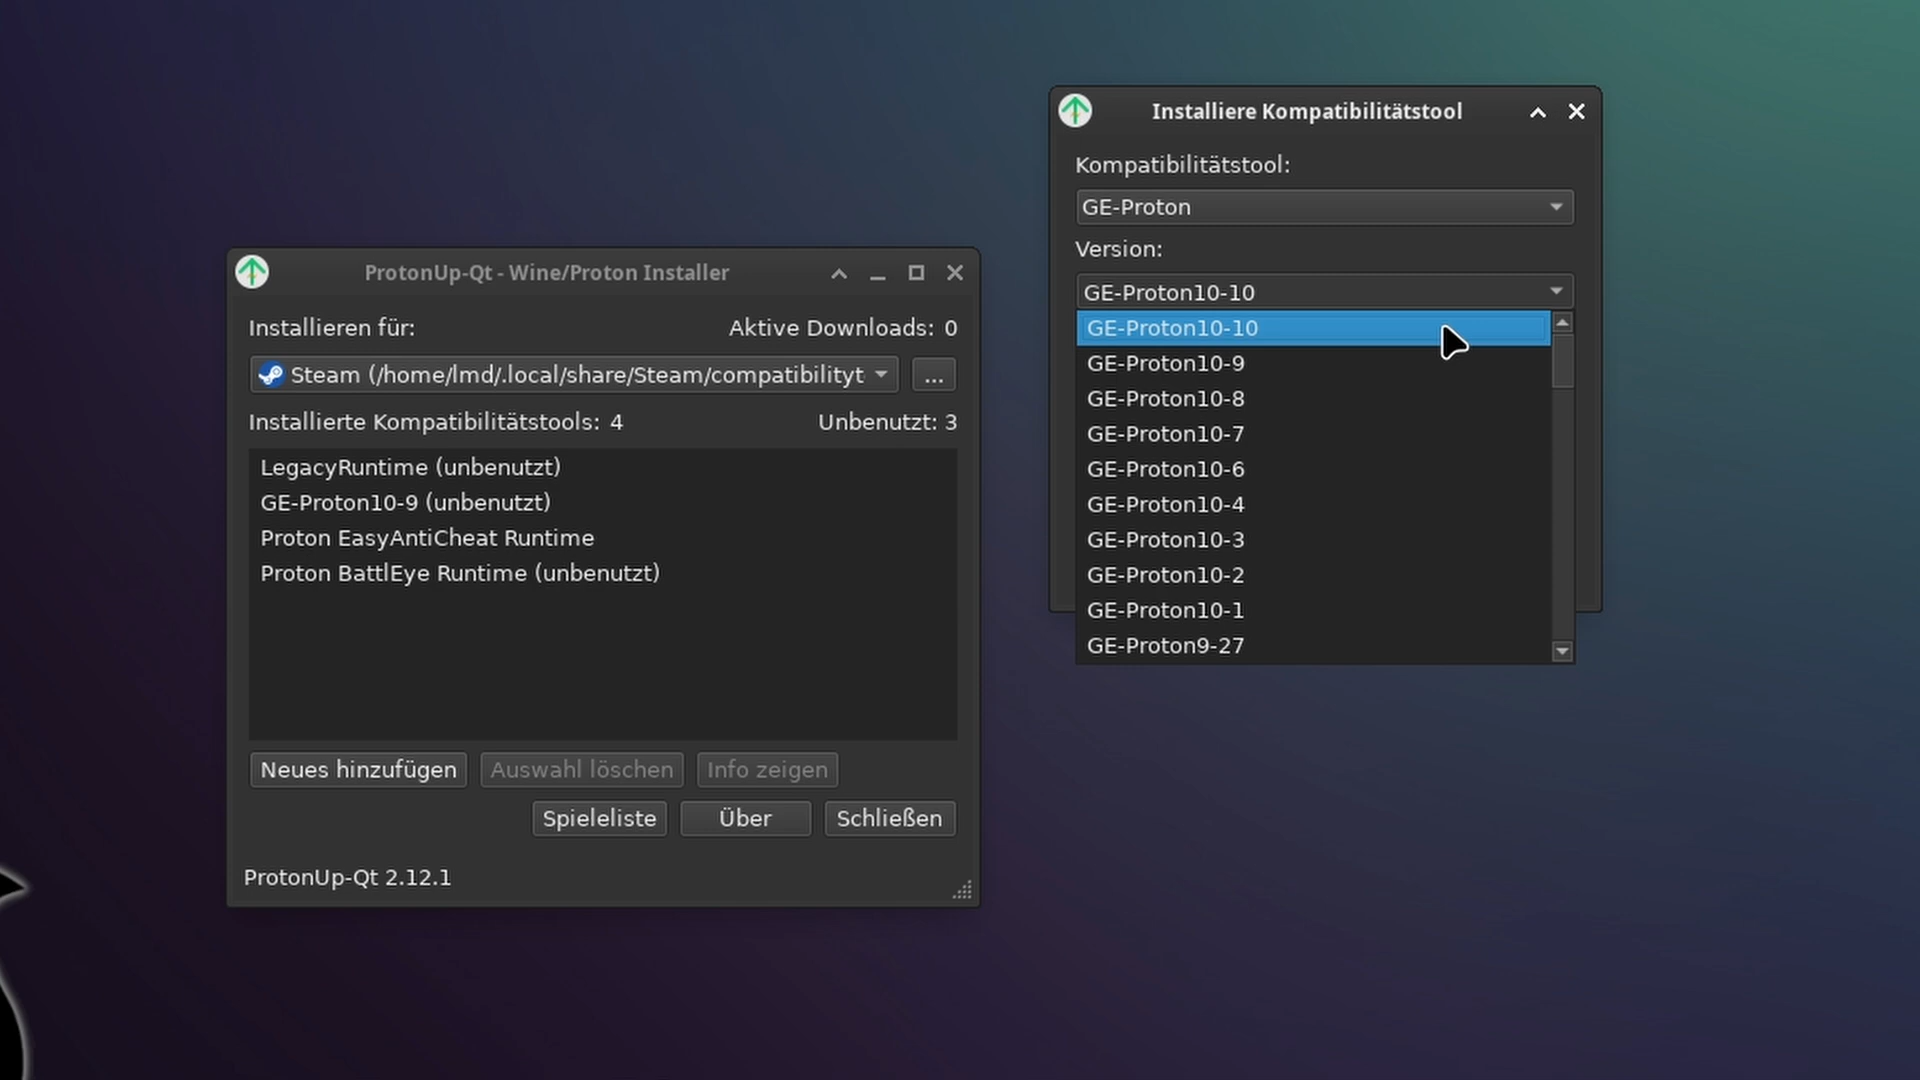 ProtonUp-Qt - Wine/Proton Installer
Installieren für:
Aktive Downloads: 0
Steam (/home/lmd/.local/share/Steam/compatibilityt
...
Installierte Kompatibilitätstools: 4
Unbenutzt: 3
LegacyRuntime (unbenutzt)
GE-Proton10-9 (unbenutzt)
Proton EasyAntiCheat Runtime
Proton BattlEye Runtime (unbenutzt)
Neues hinzufügen
Auswahl löschen
Info zeigen
Spieleliste
Über
Schließen
ProtonUp-Qt 2.12.1
Installiere Kompatibilitätstool
Kompatibilitätstool:
GE-Proton
Version:
GE-Proton10-10
GE-Proton10-10
GE-Proton10-9
GE-Proton10-8
GE-Proton10-7
GE-Proton10-6
GE-Proton10-4
GE-Proton10-3
GE-Proton10-2
GE-Proton10-1
GE-Proton9-27